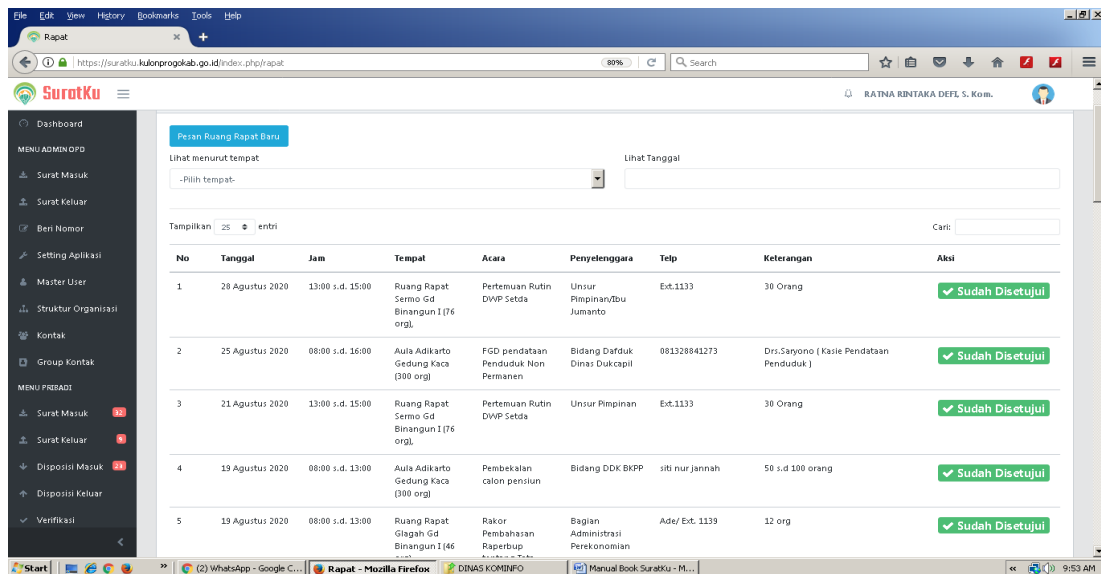 File Edit View History Bookmarks Tools Help
Rapat
https://suratku.kulonprogokab.go.id/index.php/rapat
80%
Search
SuratKu
RATNA RINTAKA DEFI, S. Kom.
Dashboard
MENU ADMIN OPD
Surat Masuk
Surat Keluar
Beri Nomor
Setting Aplikasi
Master User
Struktur Organisasi
Kontak
Group Kontak
MENU PRIBADI
Surat Masuk 32
Surat Keluar 5
Disposisi Masuk 23
Disposisi Keluar
Verifikasi
Pesan Ruang Rapat Baru
Lihat menurut tempat
-Pilih tempat-
Lihat Tanggal
Tampilkan 25 entri
Cari:
No Tanggal Jam Tempat Acara Penyelenggara Telp Keterangan Aksi
1 28 Agustus 2020 13:00 s.d. 15:00 Ruang Rapat Pertemuan Rutin Unsur Ext.1133 30 Orang Sudah Disetujui
Sermo Gd DWP Setda Pimpinan/Ibu
Binangun I (76 Jumanto
org),
2 25 Agustus 2020 08:00 s.d. 16:00 Aula Adikarto FGD pendataan Bidang Dafduk 081328841273 Drs.Saryono ( Kasie Pendataan Sudah Disetujui
Gedung Kaca Penduduk Non Dinas Dukcapil Penduduk )
(300 org) Permanen
3 21 Agustus 2020 13:00 s.d. 15:00 Ruang Rapat Pertemuan Rutin Unsur Pimpinan Ext.1133 30 Orang Sudah Disetujui
Sermo Gd DWP Setda
Binangun I (76
org),
4 19 Agustus 2020 08:00 s.d. 13:00 Aula Adikarto Pembekalan Bidang DDK BKPP siti nur jannah 50 s.d 100 orang Sudah Disetujui
Gedung Kaca calon pensiun
(300 org)
5 19 Agustus 2020 08:00 s.d. 13:00 Ruang Rapat Rakor Bagian Ade/ Ext. 1139 12 org Sudah Disetujui
Glagah Gd Pembahasan Administrasi
Binangun I (46 Raperbup Perekonomian
Start (2) WhatsApp - Google C... Rapat - Mozilla Firefox DINAS KOMINFO Manual Book SuratKu - M... 9:53 AM